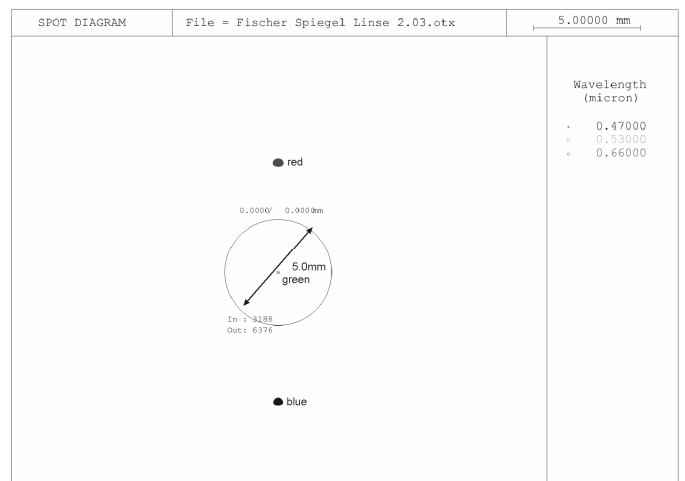 SPOT DIAGRAM
File = Fischer Spiegel Linse 2.03.otx
5.00000 mm
Wavelength
(micron)
0.47000
0.53000
0.66000
red
0.0000/ 0.0000mm
5.0mm
green
In : 3188
Out: 6376
blue